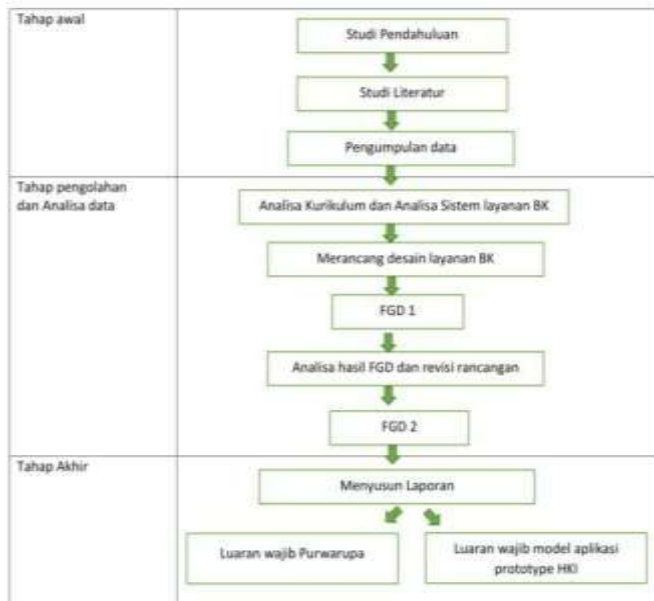 Tahap awal
Studi Pendahuluan
Studi Literatur
Pengumpulan data
Tahap pengolahan
dan Analisa data
Analisa Kurikulum dan Analisa Sistem layanan BK
Merancang desain layanan BK
FGD 1
Analisa hasil FGD dan revisi rancangan
FGD 2
Tahap Akhir
Menyusun Laporan
Luaran wajib Purwarupa
Luaran wajib model aplikasi
prototype HKI